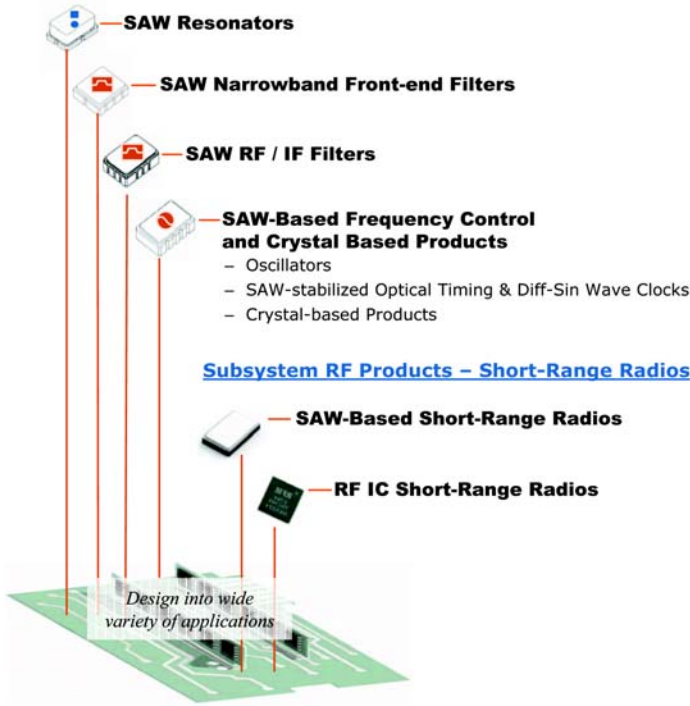 SAW Resonators
SAW Narrowband Front-end Filters
SAW RF / IF Filters
SAW-Based Frequency Control
and Crystal Based Products
– Oscillators
– SAW-stabilized Optical Timing & Diff-Sin Wave Clocks
– Crystal-based Products
Subsystem RF Products – Short-Range Radios
SAW-Based Short-Range Radios
RF IC Short-Range Radios
Design into wide
variety of applications